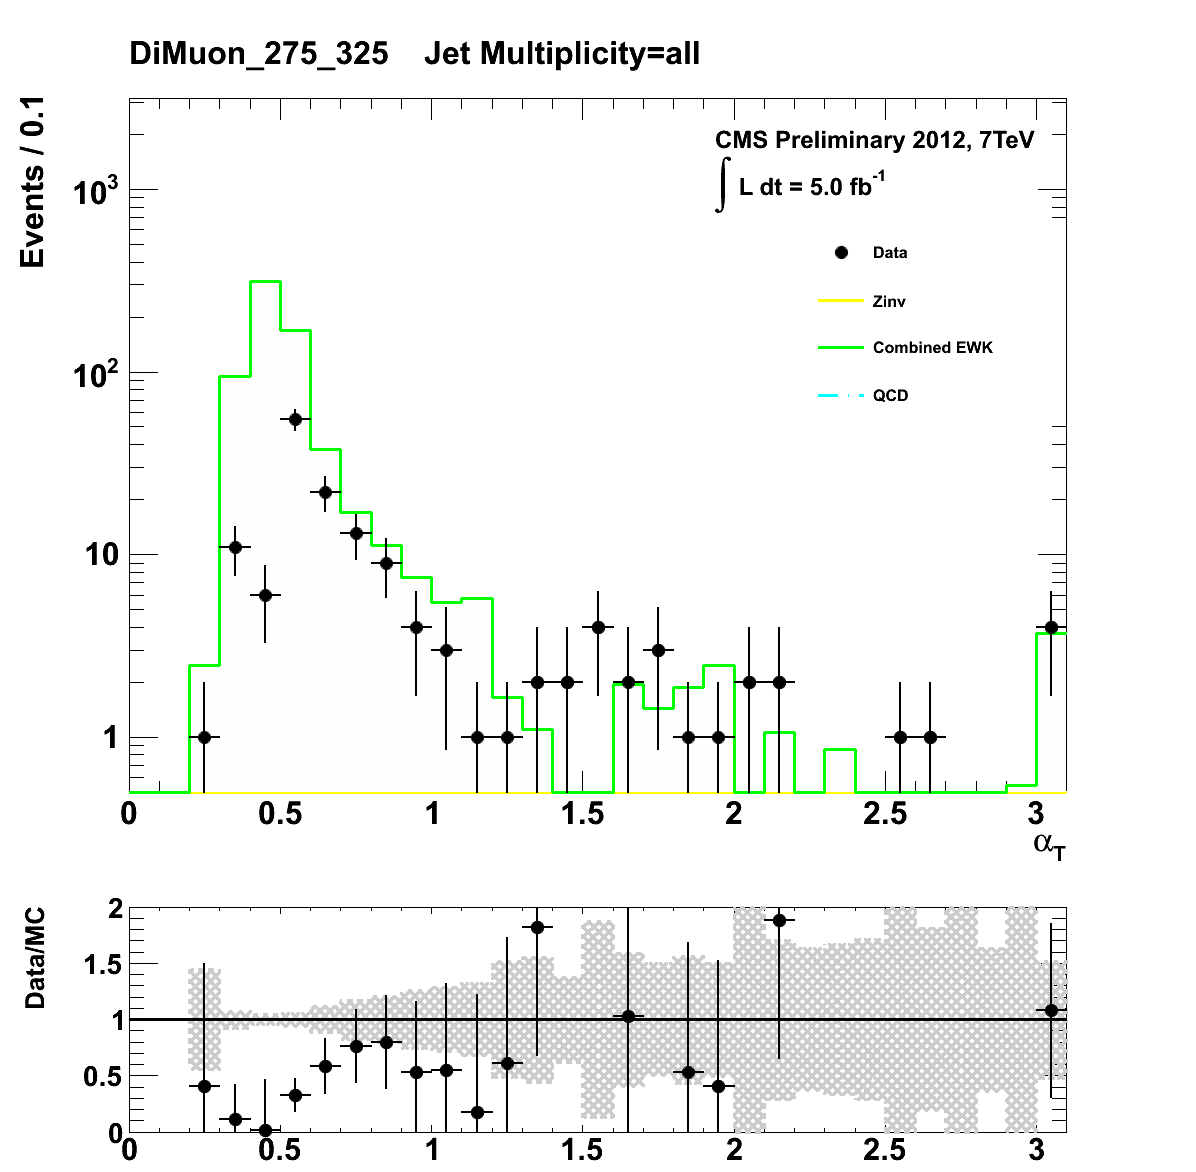 DiMuon_275_325 Jet Multiplicity=all
Events / 0.1
CMS Preliminary 2012, 7TeV
∫ L dt = 5.0 fb⁻¹
Data
Zinv
Combined EWK
QCD
10³
10²
10
1
0 0.5 1 1.5 2 2.5 3
α_T
Data/MC
2
1.5
1
0.5
0
0 0.5 1 1.5 2 2.5 3